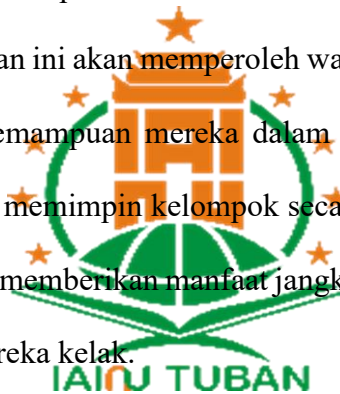 an ini akan memperoleh wa
emampuan mereka dalam
memimpin kelompok seca
memberikan manfaat jangk
reka kelak.
IAINU TUBAN